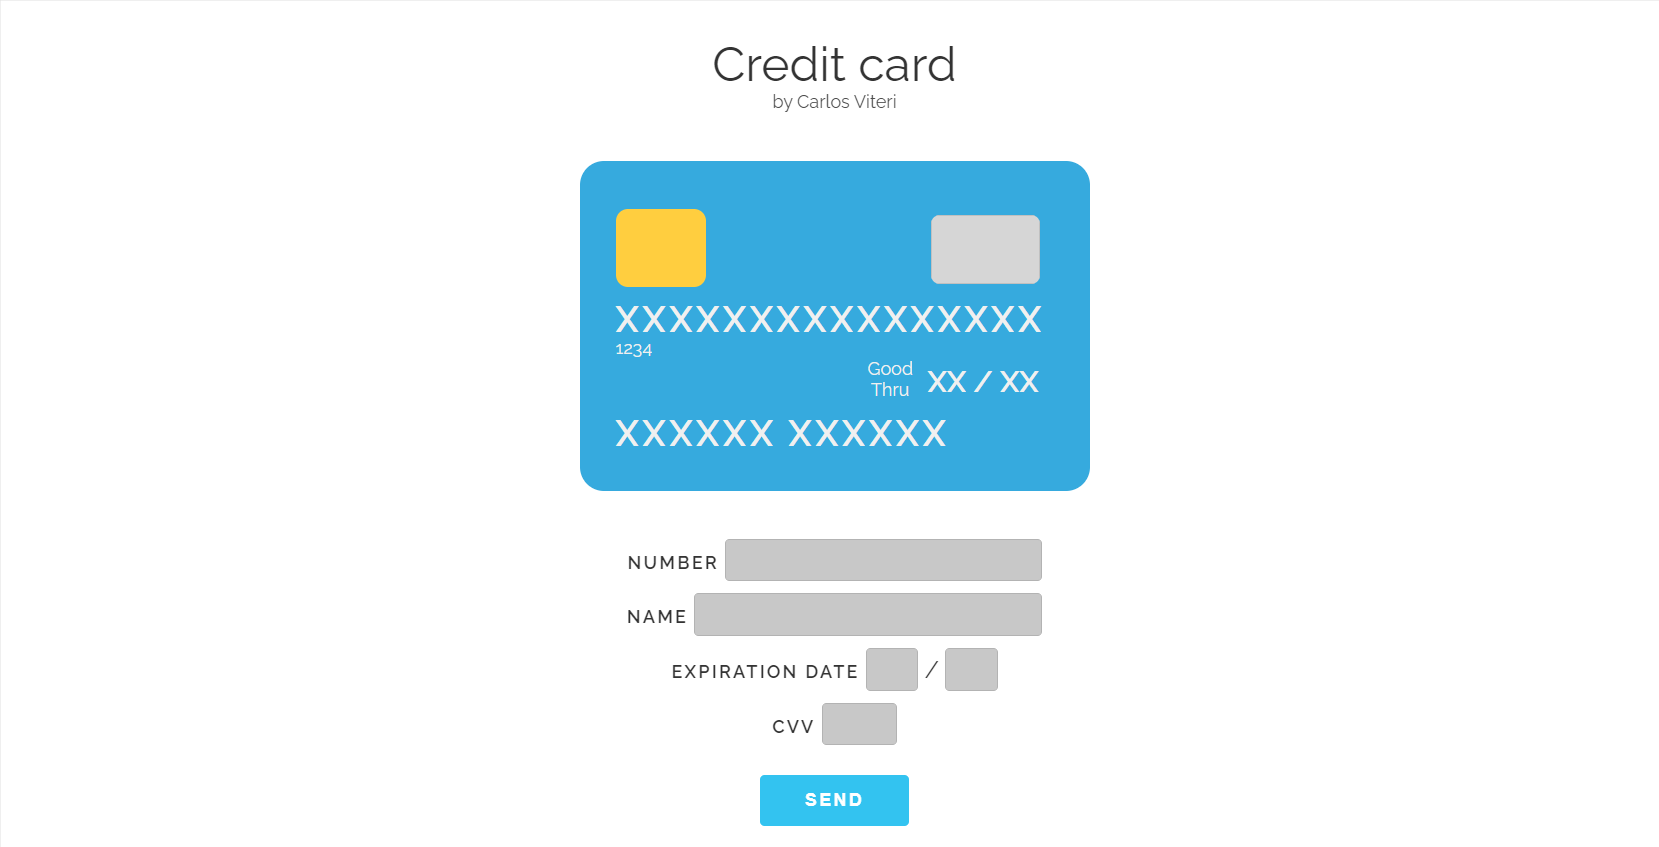 Credit card
by Carlos Viteri
XXXXXXXXXXXXXXXX
1234
Good
Thru
XX / XX
XXXXXX XXXXXX
NUMBER
NAME
EXPIRATION DATE /
CVV
SEND